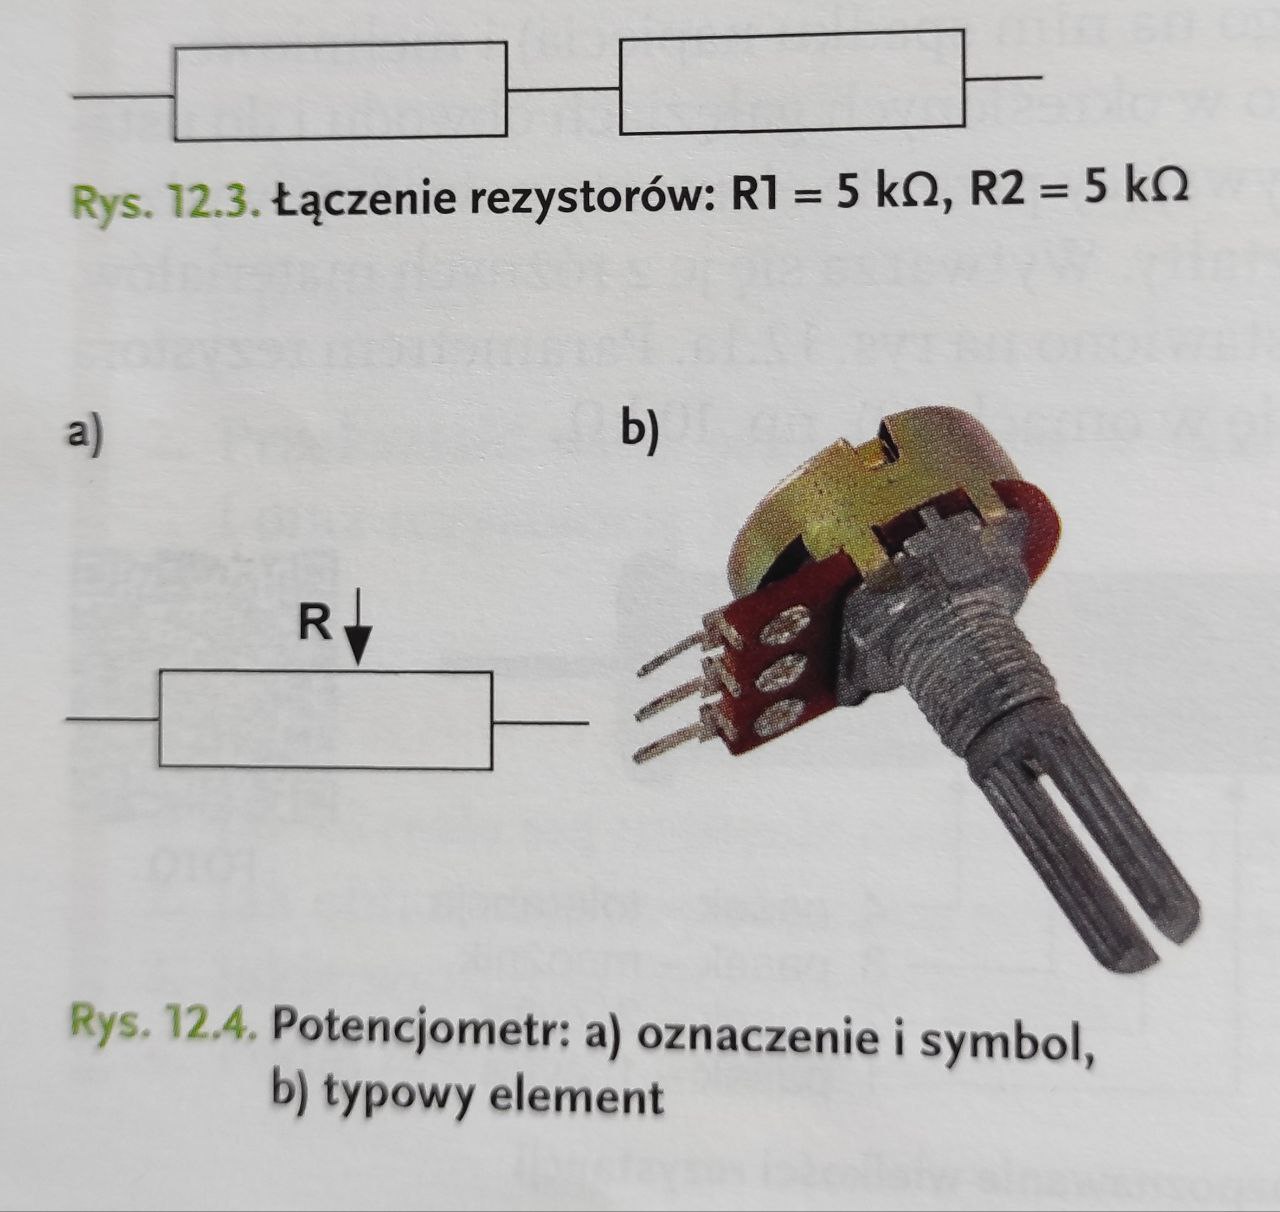 Rys. 12.3. Łączenie rezystorów: R1 = 5 kΩ, R2 = 5 kΩ
a)
b)
R
Rys. 12.4. Potencjometr: a) oznaczenie i symbol,
b) typowy element